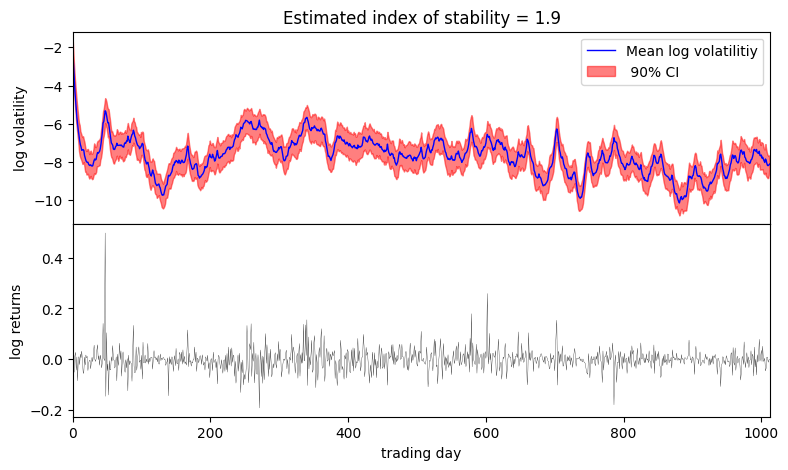 Estimated index of stability = 1.9
log volatility
−2
−4
−6
−8
−10
Mean log volatilitiy
90% CI
log returns
0.4
0.2
0.0
−0.2
0
200
400
600
800
1000
trading day